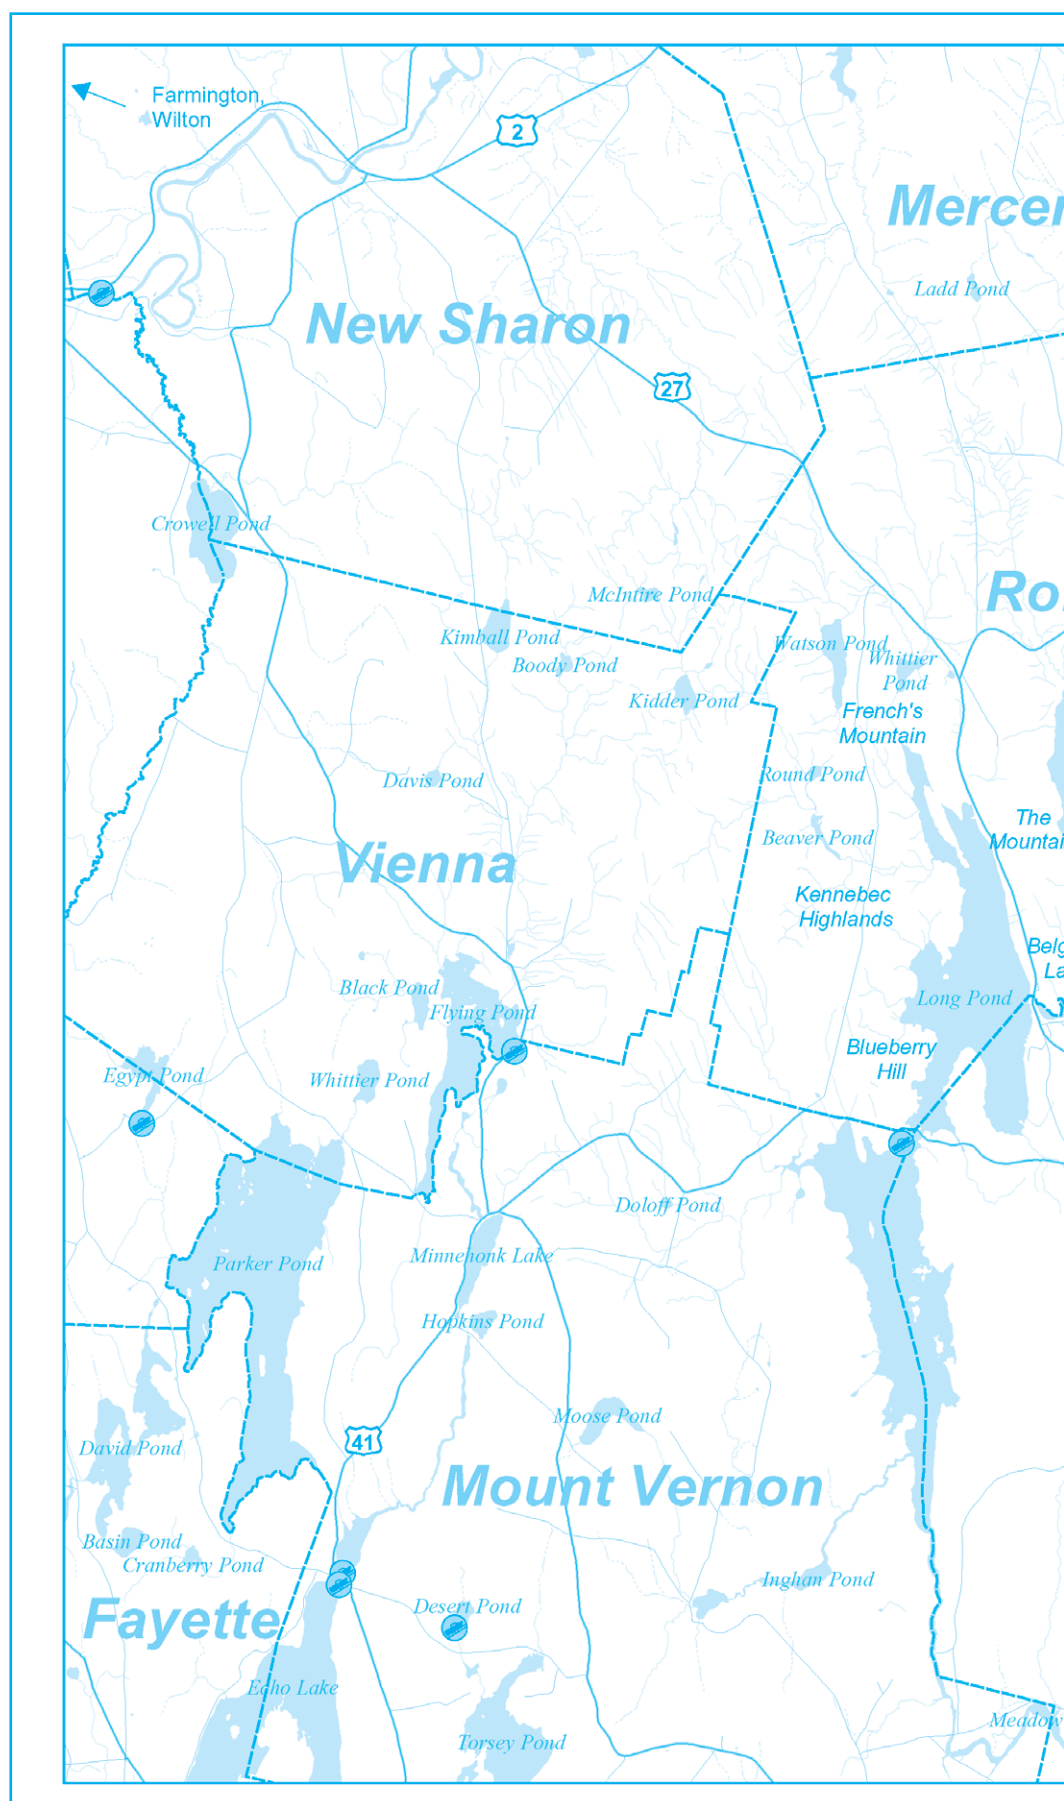 Farmington,
Wilton
2
Mercer
Ladd Pond
New Sharon
27
Crowell Pond
McIntire Pond
Kimball Pond
Boody Pond
Watson Pond
Whittier
Pond
Kidder Pond
French's
Mountain
Round Pond
Davis Pond
The
Beaver Pond
Vienna
Kennebec
Highlands
Black Pond
Long Pond
Flying Pond
Blueberry
Hill
Egypt Pond
Whittier Pond
Doloff Pond
Minnehonk Lake
Parker Pond
Hopkins Pond
Moose Pond
41
David Pond
Mount Vernon
Basin Pond
Cranberry Pond
Inghan Pond
Desert Pond
Fayette
Echo Lake
Meadow
Torsey Pond